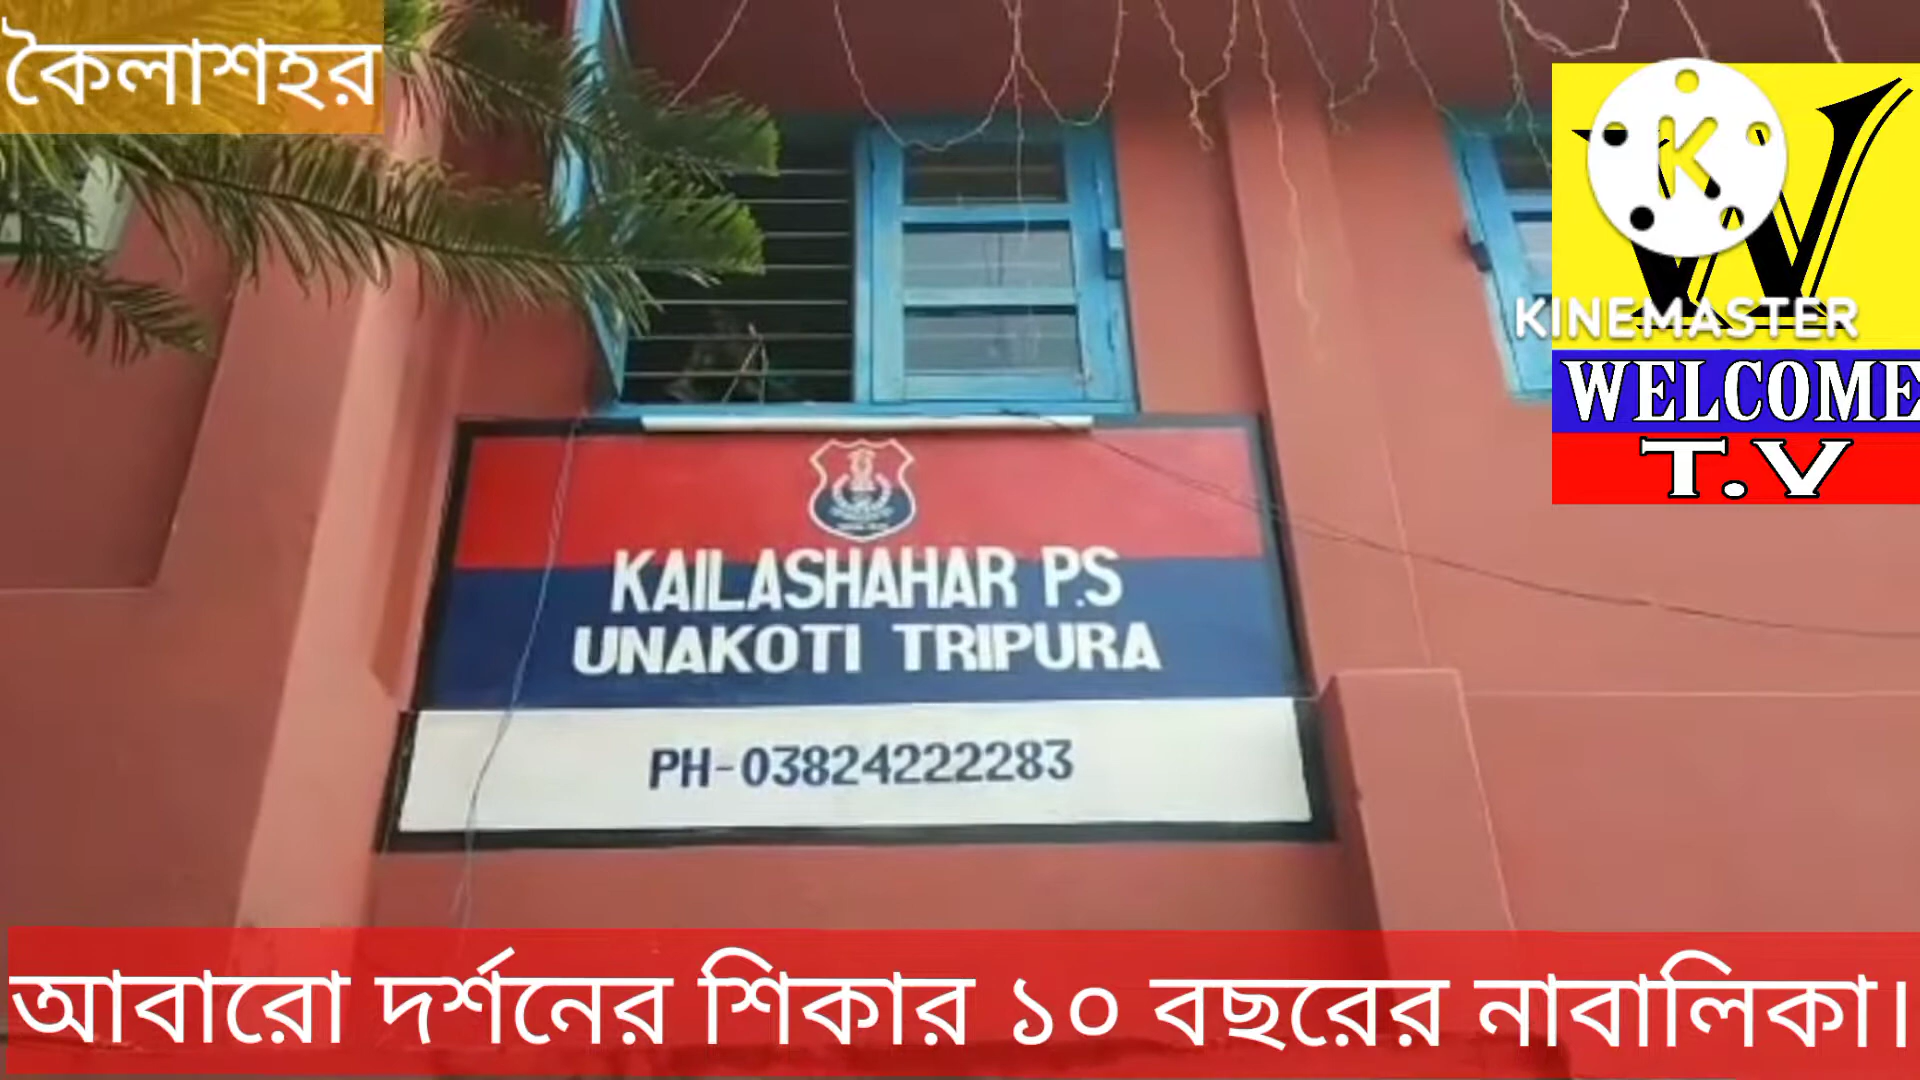 কৈলাশহর
K
W
KINEMASTER
WELCOME
T.V
KAILASHAHAR P.S
UNAKOTI TRIPURA
PH-03824222283
আবারো দর্শনের শিকার ১০ বছরের নাবালিকা।